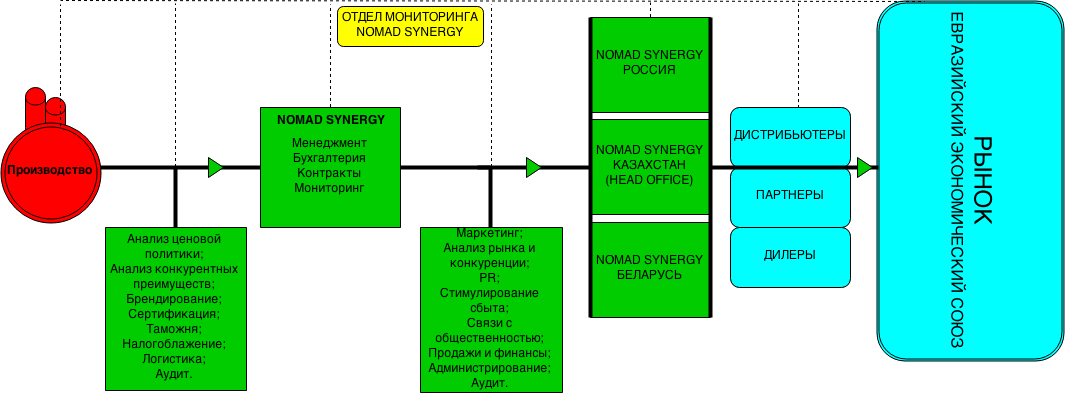 ОТДЕЛ МОНИТОРИНГА
NOMAD SYNERGY
Производство
Анализ ценовой
политики;
Анализ конкурентных
преимуществ;
Брендирование;
Сертификация;
Таможня;
Налогоблажение;
Логистика;
Аудит.
NOMAD SYNERGY
Менеджмент
Бухгалтерия
Контракты
Мониторинг
Маркетинг;
Анализ рынка и
конкуренции;
PR;
Стимулирование
сбыта;
Связи с
общественностью;
Продажи и финансы;
Администрирование;
Аудит.
NOMAD SYNERGY
РОССИЯ
NOMAD SYNERGY
КАЗАХСТАН
(HEAD OFFICE)
NOMAD SYNERGY
БЕЛАРУСЬ
ДИСТРИБЬЮТЕРЫ
ПАРТНЕРЫ
ДИЛЕРЫ
РЫНОК
ЕВРАЗИЙСКИЙ ЭКОНОМИЧЕСКИЙ СОЮЗ